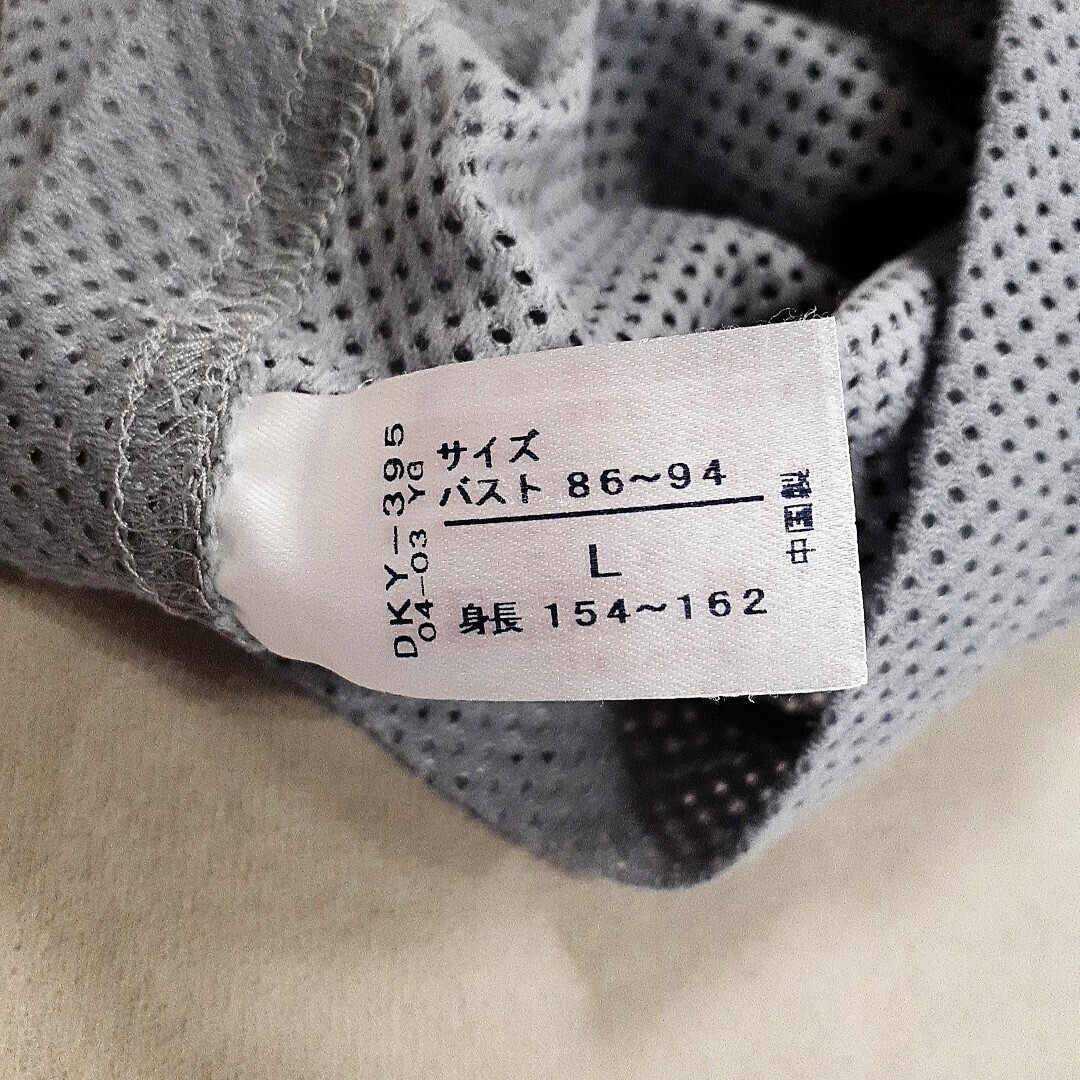 サイズ
バスト 86～94
L
身長 154～162
DKY-395
04-03 YG
中国製